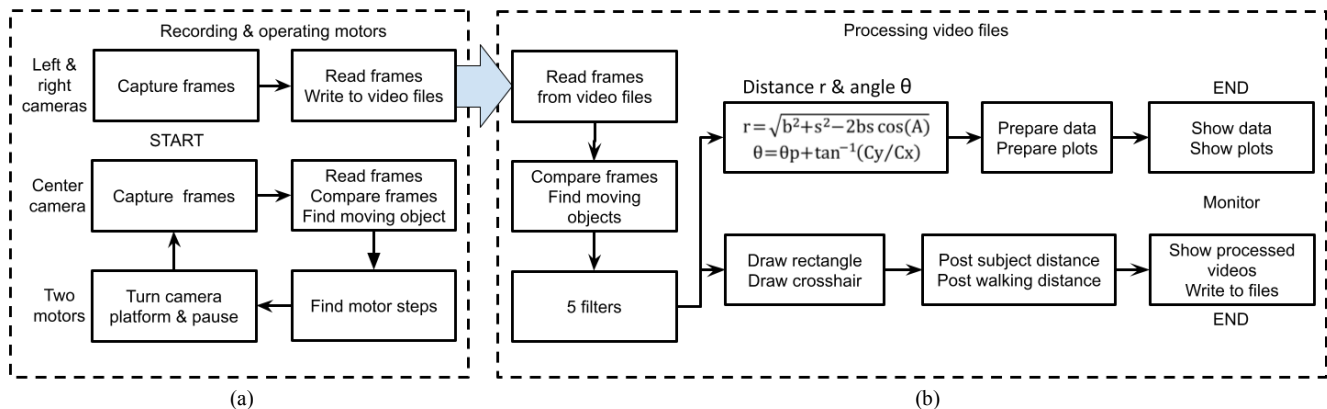 Recording & operating motors
Left &
right
cameras
Capture frames
Read frames
Write to video files
START
Center
camera
Capture frames
Read frames
Compare frames
Find moving object
Two
motors
Turn camera
platform & pause
Find motor steps
(a)
Processing video files
Read frames
from video files
Compare frames
Find moving
objects
5 filters
Distance r & angle θ
r=√b²+s²−2bs cos(A)
θ=θp+tan⁻¹(Cy/Cx)
Prepare data
Prepare plots
END
Show data
Show plots
Monitor
Draw rectangle
Draw crosshair
Post subject distance
Post walking distance
Show processed
videos
Write to files
END
(b)